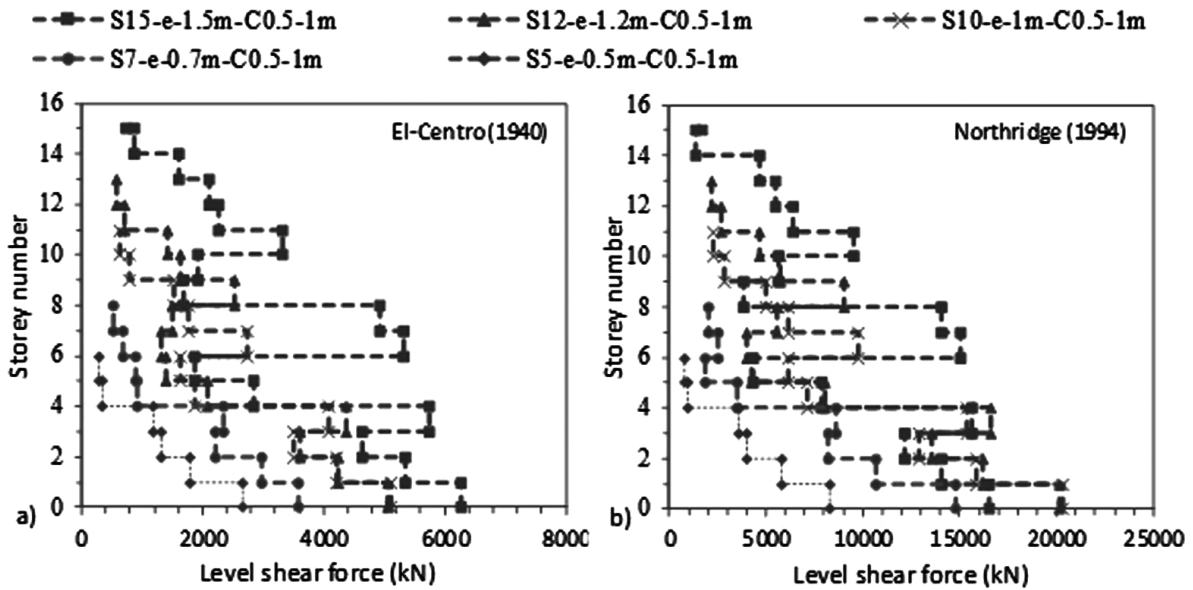 S15-e-1.5m-C0.5-1m
S12-e-1.2m-C0.5-1m
S10-e-1m-C0.5-1m
S7-e-0.7m-C0.5-1m
S5-e-0.5m-C0.5-1m
El-Centro(1940)
Storey number
16
14
12
10
8
6
4
2
0
a)
0 2000 4000 6000 8000
Level shear force (kN)
Northridge (1994)
Storey number
16
14
12
10
8
6
4
2
0
b)
0 5000 10000 15000 20000 25000
Level shear force (kN)